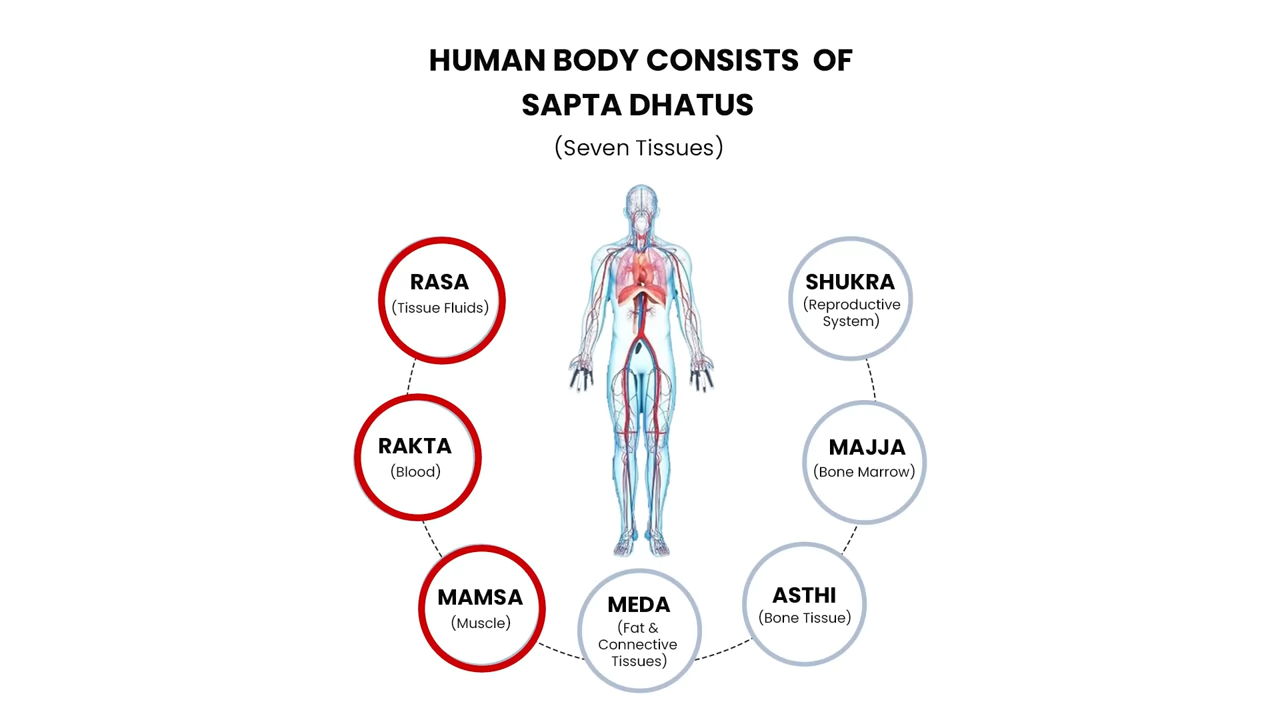 HUMAN BODY CONSISTS OF
SAPTA DHATUS
(Seven Tissues)
RASA
(Tissue Fluids)
RAKTA
(Blood)
MAMSA
(Muscle)
MEDA
(Fat &
Connective
Tissues)
ASTHI
(Bone Tissue)
MAJJA
(Bone Marrow)
SHUKRA
(Reproductive
System)